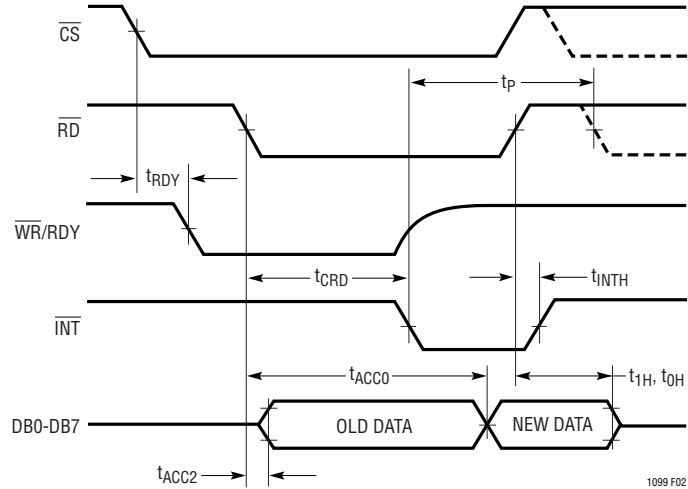 CS
tP
RD
tRDY
WR/RDY
tCRD
tINTH
INT
tACC0
t1H, t0H
DB0-DB7
OLD DATA
NEW DATA
tACC2
1099 F02